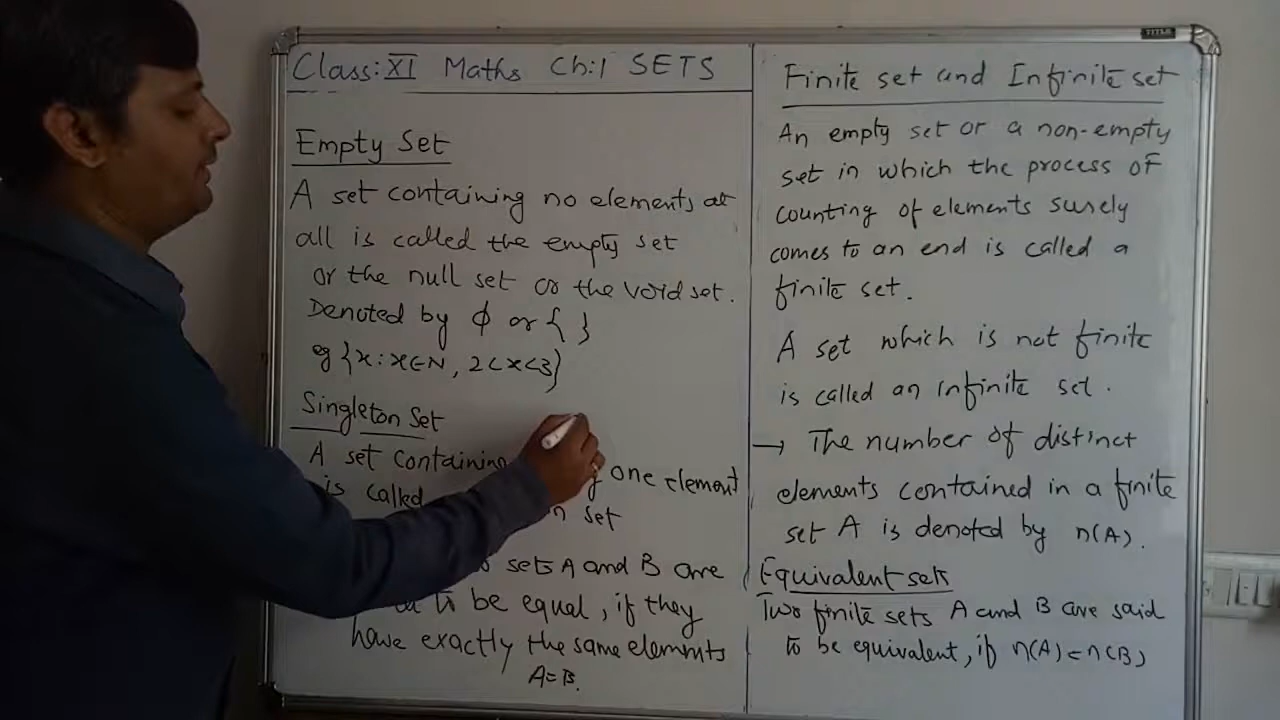 Class: XI Maths Ch:1 SETS
Empty Set
A set containing no elements at
all is called the empty set
or the null set or the void set.
Denoted by ϕ or { }
eg {x: x∈N, 2<x<3}
Singleton Set
A set containing one element
is called set
sets A and B are
to be equal, if they
have exactly the same elements
A=B.
TITLE
Finite set and Infinite set
An empty set or a non-empty
set in which the process of
counting of elements surely
comes to an end is called a
finite set.
A set which is not finite
is called an infinite set.
→ The number of distinct
elements contained in a finite
set A is denoted by n(A).
Equivalent sets
Two finite sets A and B are said
to be equivalent, if n(A)=n(B)